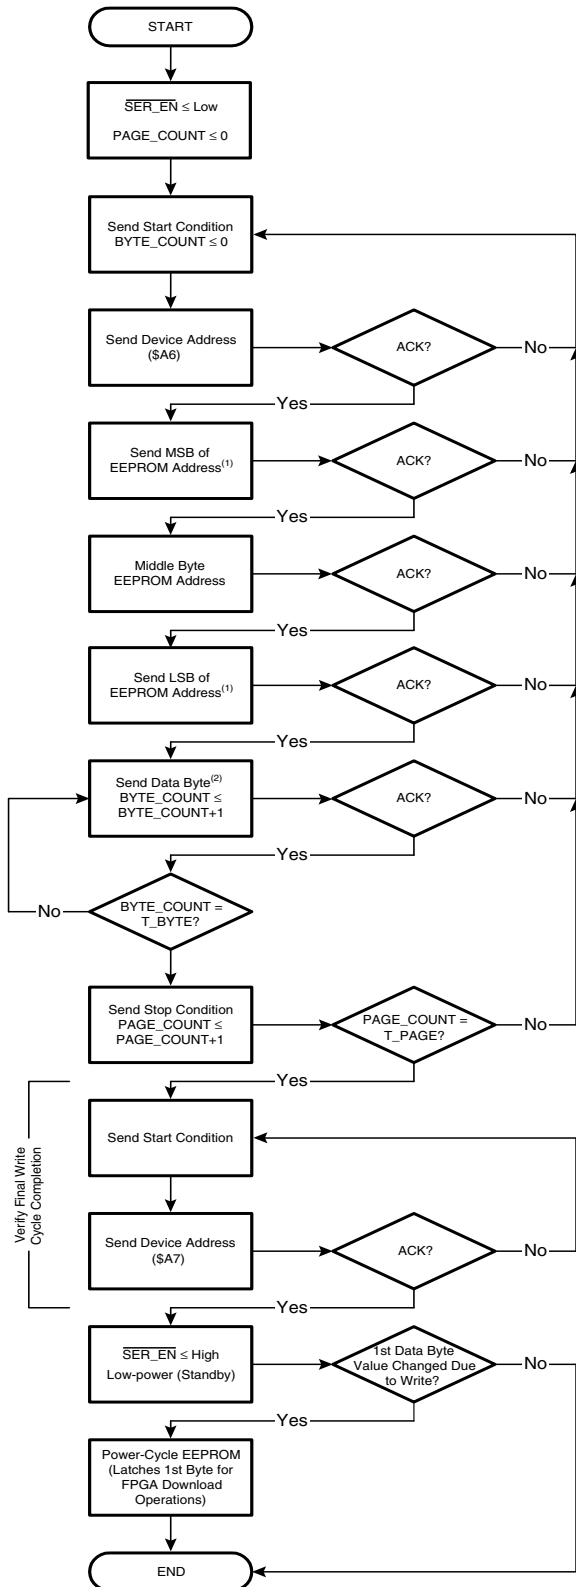 START
SER_EN ≤ Low
PAGE_COUNT ≤ 0
Send Start Condition
BYTE_COUNT ≤ 0
Send Device Address
($A6)
ACK?
No
Yes
Send MSB of
EEPROM Address(1)
ACK?
No
Yes
Middle Byte
EEPROM Address
ACK?
No
Yes
Send LSB of
EEPROM Address(1)
ACK?
No
Yes
Send Data Byte(2)
BYTE_COUNT ≤
BYTE_COUNT+1
ACK?
No
Yes
BYTE_COUNT =
T_BYTE?
No
Send Stop Condition
PAGE_COUNT ≤
PAGE_COUNT+1
PAGE_COUNT =
T_PAGE?
No
Yes
Verify Final Write
Cycle Completion
Send Start Condition
Send Device Address
($A7)
ACK?
No
Yes
SER_EN ≤ High
Low-power (Standby)
1st Data Byte
Value Changed Due
to Write?
No
Yes
Power-Cycle EEPROM
(Latches 1st Byte for
FPGA Download
Operations)
END